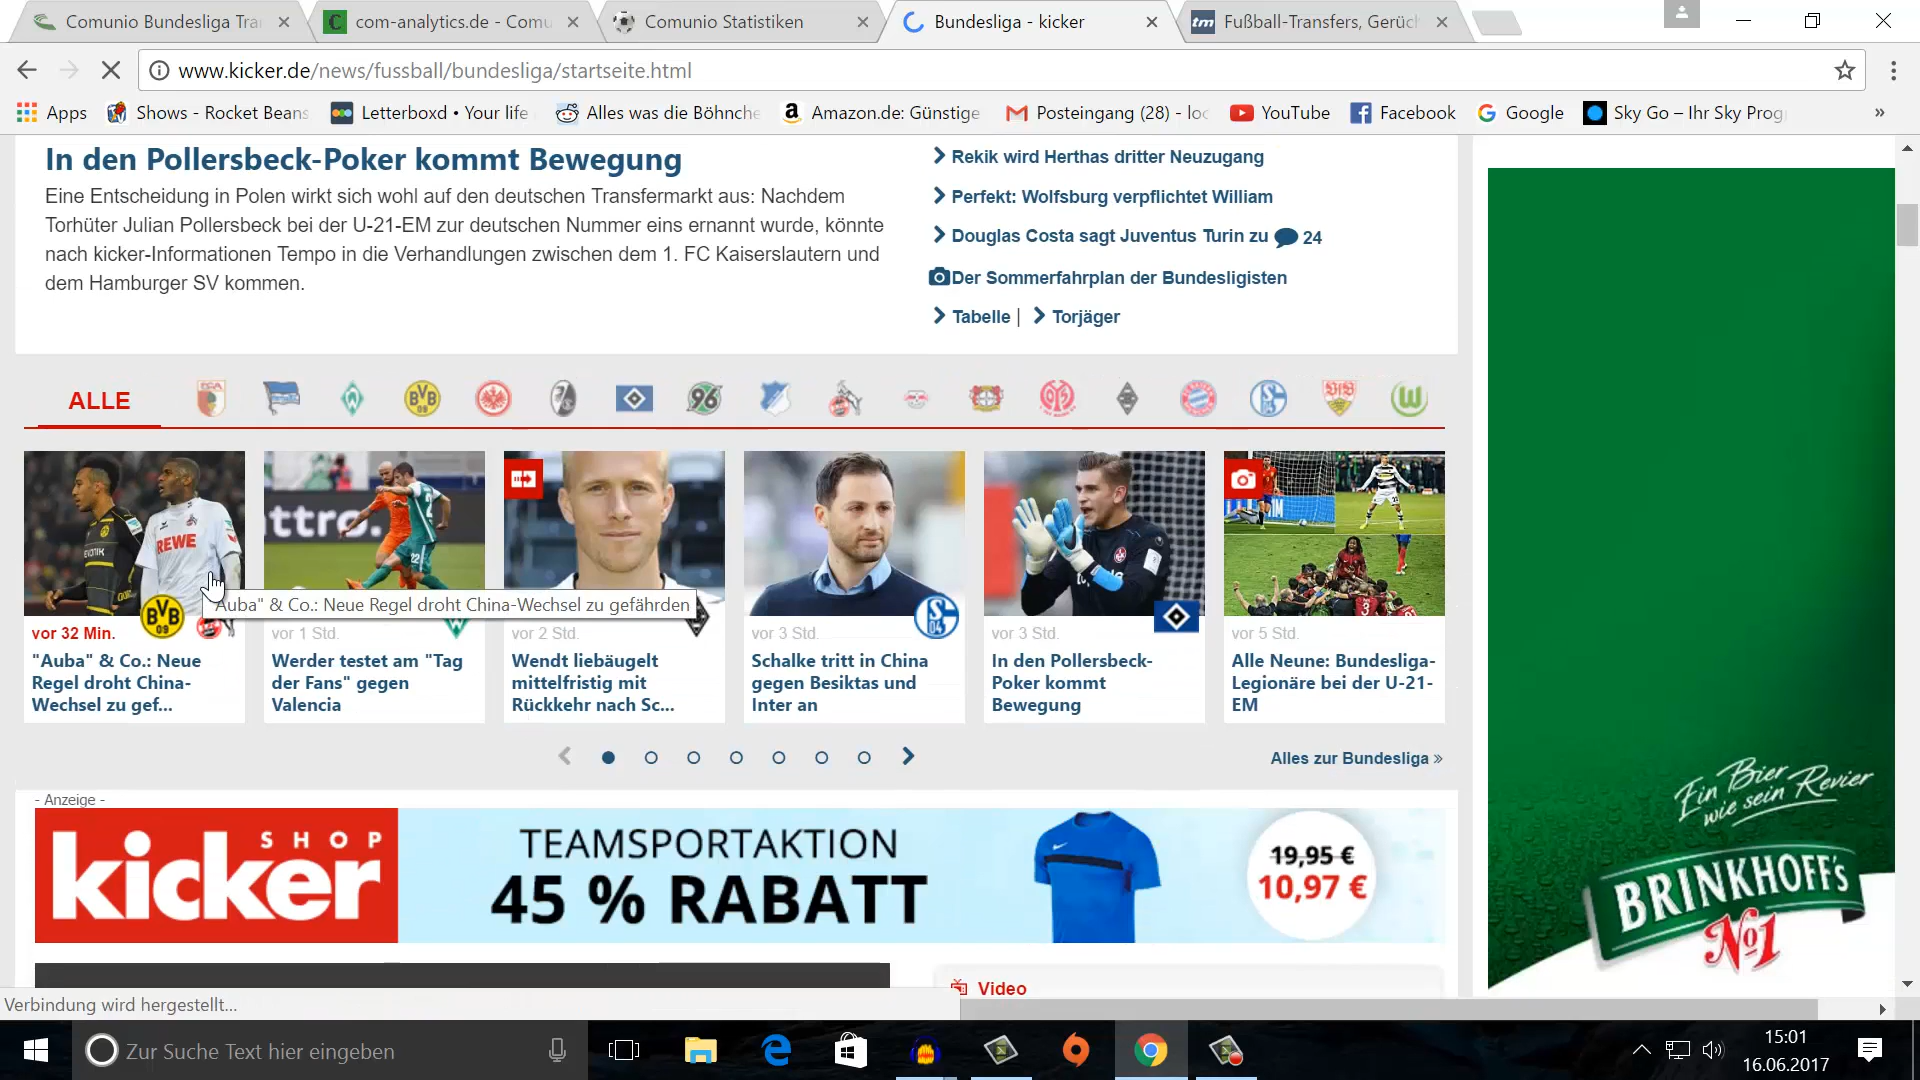 Comunio Bundesliga Tra
com-analytics.de - Comu
Comunio Statistiken
Bundesliga - kicker
tm Fußball-Transfers, Gerüch
www.kicker.de/news/fussball/bundesliga/startseite.html
Apps
Shows - Rocket Beans
Letterboxd • Your life
Alles was die Böhnche
Amazon.de: Günstige
Posteingang (28) - loc
YouTube
Facebook
Google
Sky Go – Ihr Sky Prog
»
In den Pollersbeck-Poker kommt Bewegung
Eine Entscheidung in Polen wirkt sich wohl auf den deutschen Transfermarkt aus: Nachdem
Torhüter Julian Pollersbeck bei der U-21-EM zur deutschen Nummer eins ernannt wurde, könnte
nach kicker-Informationen Tempo in die Verhandlungen zwischen dem 1. FC Kaiserslautern und
dem Hamburger SV kommen.
Rekik wird Herthas dritter Neuzugang
Perfekt: Wolfsburg verpflichtet William
Douglas Costa sagt Juventus Turin zu 24
Der Sommerfahrplan der Bundesligisten
Tabelle | Torjäger
ALLE
BVB 09
96
S04
W
EVONIK
REWE
ttro.
22
3
"Auba" & Co.: Neue Regel droht China-Wechsel zu gefährden
vor 32 Min.
"Auba" & Co.: Neue
Regel droht China-
Wechsel zu gef...
vor 1 Std.
Werder testet am "Tag
der Fans" gegen
Valencia
vor 2 Std.
Wendt liebäugelt
mittelfristig mit
Rückkehr nach Sc...
vor 3 Std.
Schalke tritt in China
gegen Besiktas und
Inter an
vor 3 Std.
In den Pollersbeck-
Poker kommt
Bewegung
vor 5 Std.
Alle Neune: Bundesliga-
Legionäre bei der U-21-
EM
Alles zur Bundesliga »
- Anzeige -
kicker SHOP
TEAMSPORTAKTION
45 % RABATT
19,95 €
10,97 €
Video
Ein Bier
wie sein Revier
BRINKHOFF's
No1
Verbindung wird hergestellt...
Zur Suche Text hier eingeben
15:01
16.06.2017